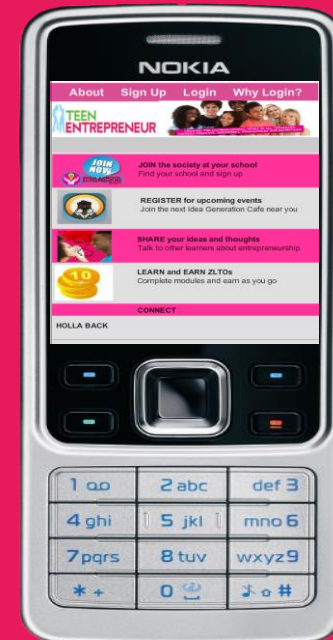 NOKIA
About Sign Up Login Why Login?
TEEN
ENTREPRENEUR
JOIN NOW
JOIN the society at your school
Find your school and sign up
REGISTER for upcoming events
Join the next Idea Generation Cafe near you
SHARE your ideas and thoughts
Talk to other learners about entrepreneurship
10
LEARN and EARN ZLTOs
Complete modules and earn as you go
CONNECT
HOLLA BACK
1 2 abc def 3
4 ghi 5 jkl mno 6
7 pqrs 8 tuv wxyz 9
* + 0 #